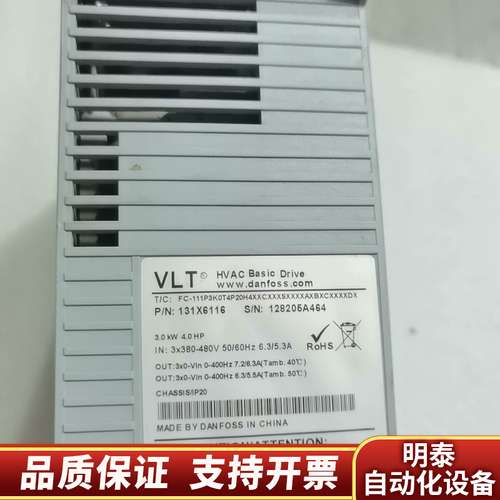 VLT® HVAC Basic Drive
www.danfoss.com
T/C: FC-111P3K0T4P20H4XXCXXXSXXXXAXBXCXXXXDX
P/N: 131X6116 S/N: 128205A464
3.0 kW 4.0 HP
IN: 3x380-480V 50/60Hz 6.3/5.3A
OUT:3x0-Vin 0-400Hz 7.2/6.3A(Tamb. 40°C)
OUT:3x0-Vin 0-400Hz 6.3/5.5A(Tamb. 50°C)
RoHS
CHASSIS/IP20
MADE BY DANFOSS IN CHINA
品质保证 支持开票
明泰
自动化设备